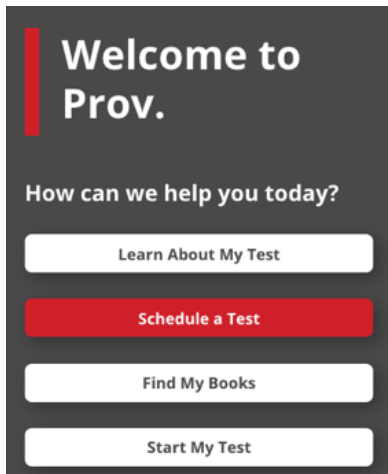 Welcome to
Prov.
How can we help you today?
Learn About My Test
Schedule a Test
Find My Books
Start My Test